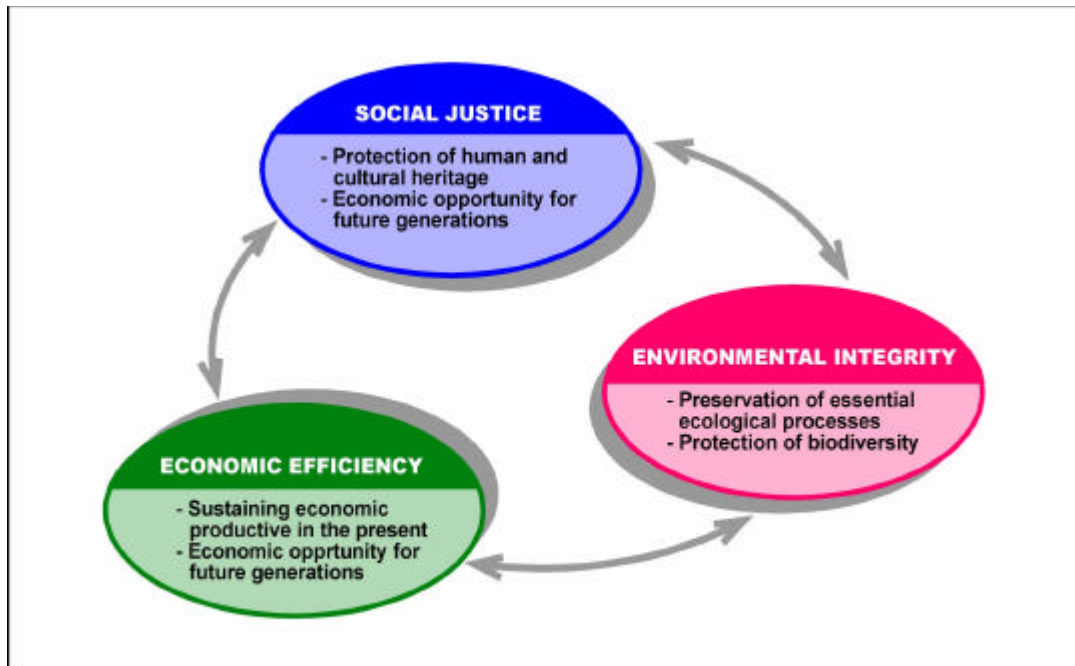 SOCIAL JUSTICE
- Protection of human and
cultural heritage
- Economic opportunity for
future generations
ENVIRONMENTAL INTEGRITY
- Preservation of essential
ecological processes
- Protection of biodiversity
ECONOMIC EFFICIENCY
- Sustaining economic
productive in the present
- Economic opprtunity for
future generations